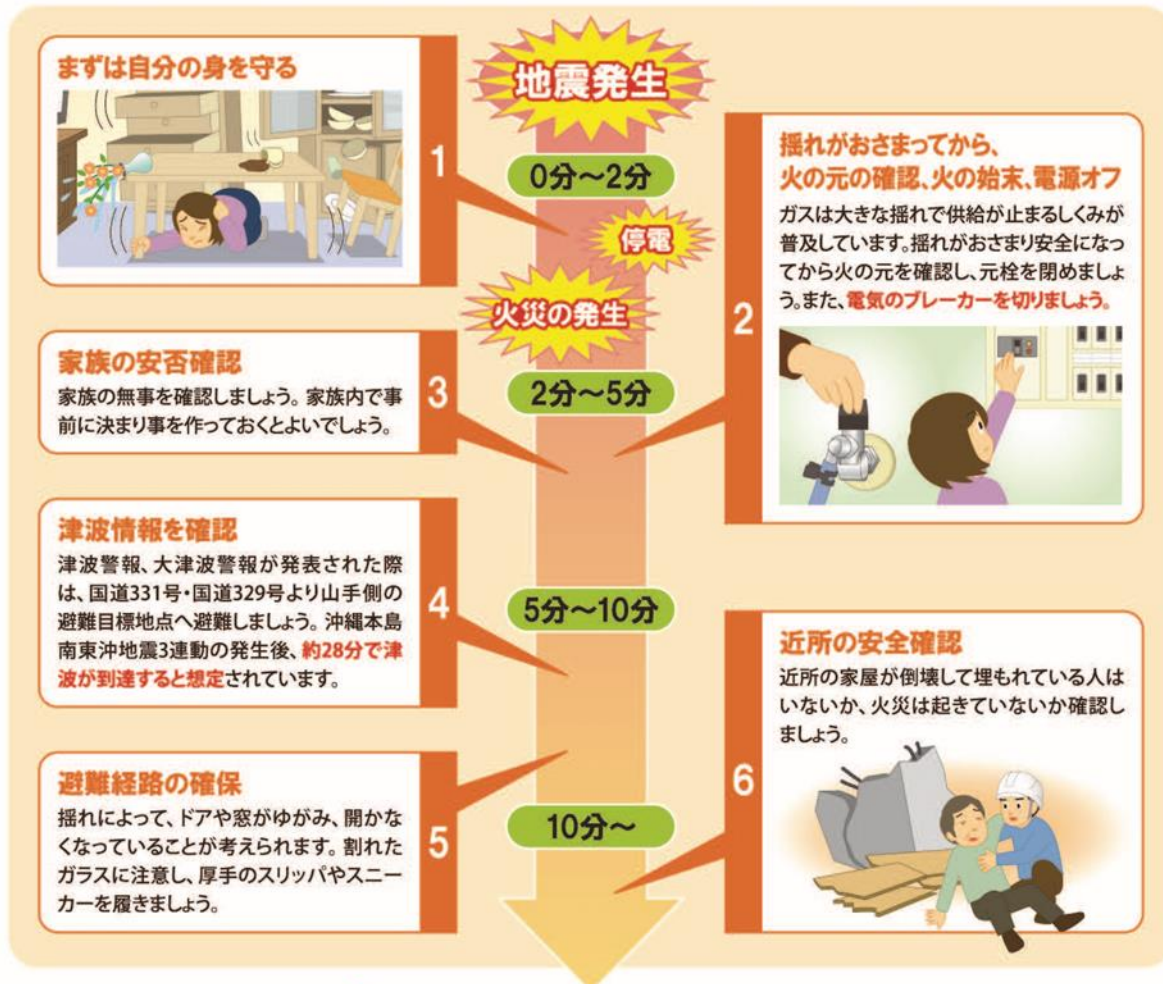 地震発生
まずは自分の身を守る
1
0分～2分
停電
火災の発生
揺れがおさまってから、
火の元の確認、火の始末、電源オフ
ガスは大きな揺れで供給が止まるしくみが
普及しています。揺れがおさまり安全になっ
てから火の元を確認し、元栓を閉めましょ
う。また、電気のブレーカーを切りましょう。
2
家族の安否確認
家族の無事を確認しましょう。家族内で事
前に決まり事を作っておくとよいでしょう。
3
2分～5分
津波情報を確認
津波警報、大津波警報が発表された際
は、国道331号・国道329号より山手側の
避難目標地点へ避難しましょう。沖縄本島
南東沖地震3連動の発生後、約28分で津
波が到達すると想定されています。
4
5分～10分
避難経路の確保
揺れによって、ドアや窓がゆがみ、開かな
くなっていることが考えられます。割れた
ガラスに注意し、厚手のスリッパやスニー
カーを履きましょう。
5
10分～
近所の安全確認
近所の家屋が倒壊して埋もれている人は
いないか、火災は起きていないか確認し
ましょう。
6